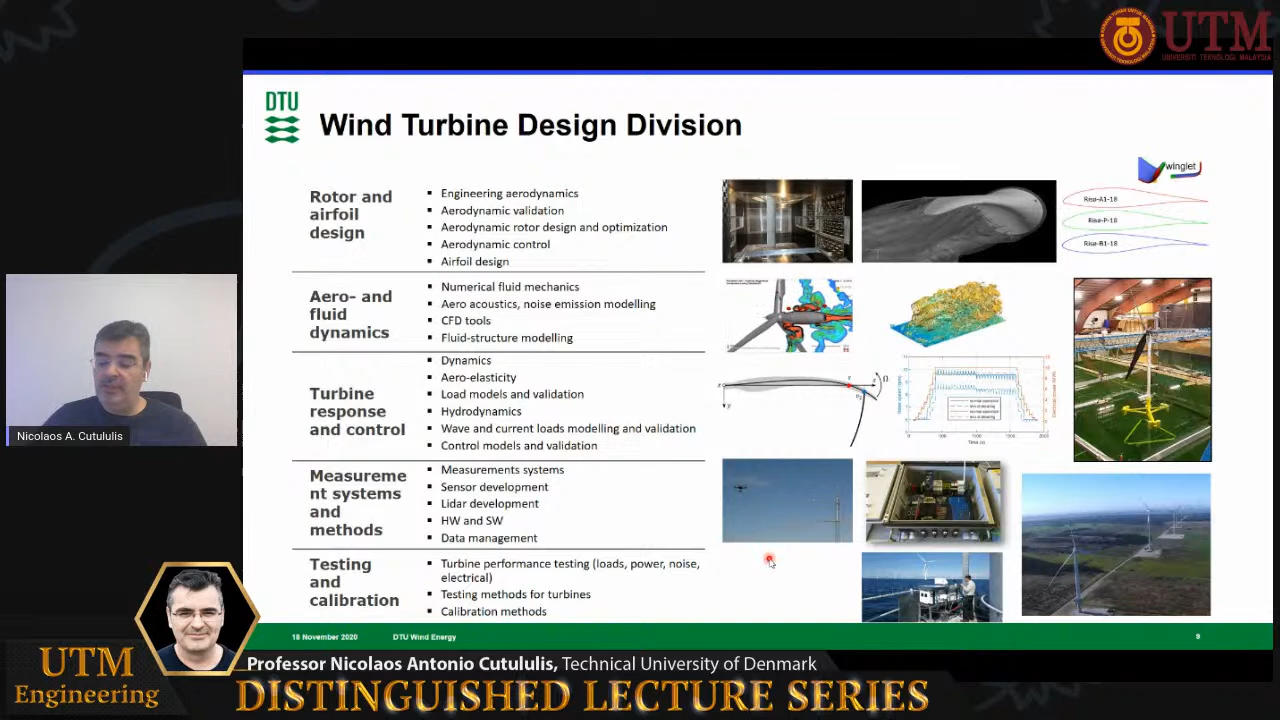 UTM
UNIVERSITI TEKNOLOGI MALAYSIA
DTU
Wind Turbine Design Division
winglet
Rotor and
airfoil
design
▪ Engineering aerodynamics
▪ Aerodynamic validation
▪ Aerodynamic rotor design and optimization
▪ Aerodynamic control
▪ Airfoil design
Risø-A1-18
Risø-P-18
Risø-B1-18
Aero- and
fluid
dynamics
▪ Numerical fluid mechanics
▪ Aero acoustics, noise emission modelling
▪ CFD tools
▪ Fluid-structure modelling
Turbine
response
and control
▪ Dynamics
▪ Aero-elasticity
▪ Load models and validation
▪ Hydrodynamics
▪ Wave and current loads modelling and validation
▪ Control models and validation
Time (s)
Measureme
nt systems
and
methods
▪ Measurements systems
▪ Sensor development
▪ Lidar development
▪ HW and SW
▪ Data management
Testing
and
calibration
▪ Turbine performance testing (loads, power, noise,
electrical)
▪ Testing methods for turbines
▪ Calibration methods
18 November 2020
DTU Wind Energy
9
Nicolaos A. Cutululis
UTM
Engineering
Professor Nicolaos Antonio Cutululis, Technical University of Denmark
DISTINGUISHED LECTURE SERIES